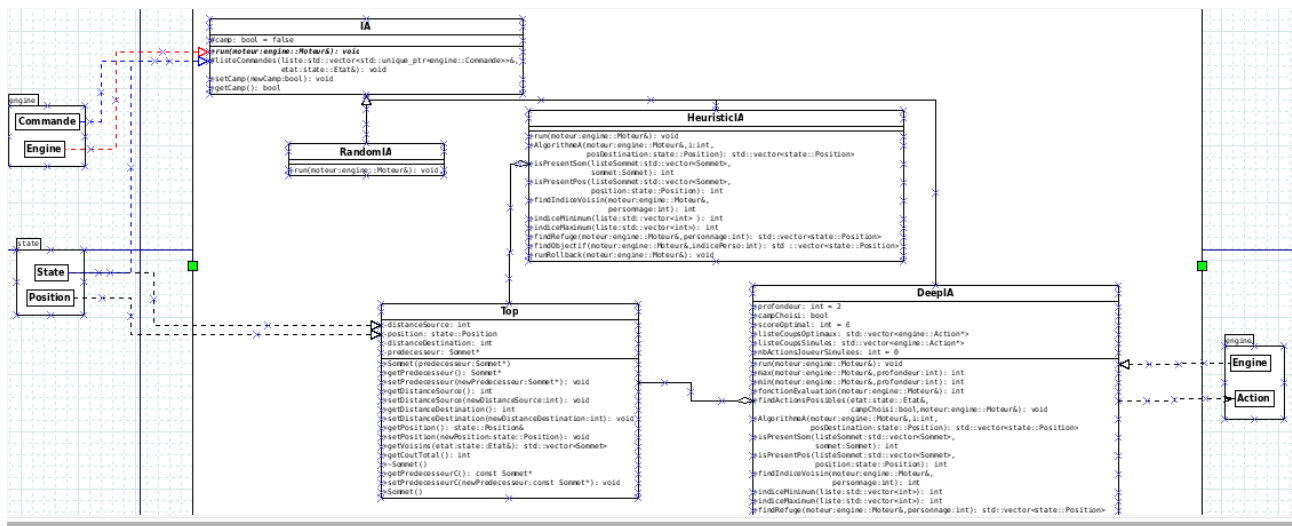 IA
#camp: bool = false
+run(moteur:engine::Moteur&): void
#listeCommandes(liste:std::vector<std::unique_ptr<engine::Commande>>&,
etat:state::Etat&): void
+setCamp(newCamp:bool): void
+getCamp(): bool
engine
Commande
Engine
RandomIA
+run(moteur:engine::Moteur&): void
HeuristicIA
+run(moteur:engine::Moteur&): void
+AlgorithmeA(moteur:engine::Moteur&,i:int,
posDestination:state::Position): std::vector<state::Position>
+isPresentSom(listeSommet:std::vector<Sommet>,
sommet:Sommet): int
+isPresentPos(listeSommet:std::vector<Sommet>,
position:state::Position): int
+findIndiceVoisin(moteur:engine::Moteur&,
personnage:int): int
+indiceMinimum(liste:std::vector<int> ): int
+indiceMaximum(liste:std::vector<int>): int
+findRefuge(moteur:engine::Moteur&,personnage:int): std::vector<state::Position>
+findObjectif(moteur:engine::Moteur&,indicePerso:int): std ::vector<state::Position>
+runRollback(moteur:engine::Moteur&): void
state
State
Position
Top
-distanceSource: int
-position: state::Position
-distanceDestination: int
-predecesseur: Sommet*
+Sommet(predecesseur:Sommet*)
+getPredecesseur(): Sommet*
+setPredecesseur(newPredecesseur:Sommet*): void
+getDistanceSource(): int
+setDistanceSource(newDistanceSource:int): void
+getDistanceDestination(): int
+setDistanceDestination(newDistanceDestination:int): void
+getPosition(): state::Position&
+setPosition(newPosition:state::Position): void
+getVoisins(etat:state::Etat&): std::vector<Sommet>
+getCoutTotal(): int
+~Sommet()
+getPredecesseurC(): const Sommet*
+setPredecesseurC(newPredecesseur:const Sommet*): void
+Sommet()
DeepIA
+profondeur: int = 2
+campChoisi: bool
+scoreOptimal: int = 0
+listeCoupsOptimaux: std::vector<engine::Action*>
+listeCoupsSimules: std::vector<engine::Action*>
+nbActionsJoueurSimulees: int = 0
+run(moteur:engine::Moteur&): void
+max(moteur:engine::Moteur&,profondeur:int): int
+min(moteur:engine::Moteur&,profondeur:int): int
+fonctionEvaluation(moteur:engine::Moteur&): int
+findActionsPossibles(etat:state::Etat&,
campChoisi:bool,moteur:engine::Moteur&): void
+AlgorithmeA(moteur:engine::Moteur&,i:int,
posDestination:state::Position): std::vector<state::Position>
+isPresentSom(listeSommet:std::vector<Sommet>,
sommet:Sommet): int
+isPresentPos(listeSommet:std::vector<Sommet>,
position:state::Position): int
+findIndiceVoisin(moteur:engine::Moteur&,
personnage:int): int
+indiceMinimum(liste:std::vector<int>): int
+indiceMaximum(liste:std::vector<int>): int
+findRefuge(moteur:engine::Moteur&,personnage:int): std::vector<state::Position>
engine
Engine
Action